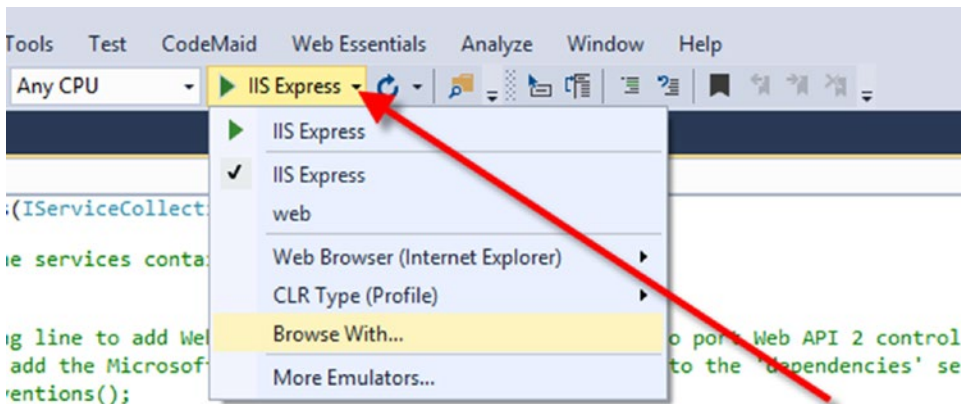 Tools Test CodeMaid Web Essentials Analyze Window Help
Any CPU IIS Express
IIS Express
IIS Express
(IServiceCollect
web
e services conta
Web Browser (Internet Explorer)
CLR Type (Profile)
Browse With...
g line to add We o port Web API 2 control
add the Microsof to the 'dependencies' se
More Emulators...
entions();